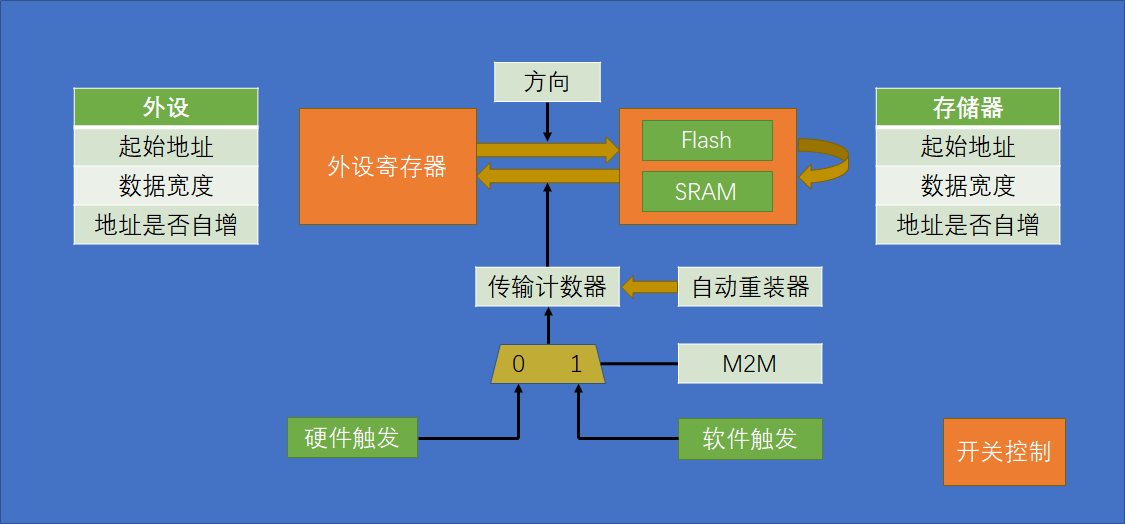 方向
外设
起始地址
数据宽度
地址是否自增
外设寄存器
Flash
SRAM
存储器
起始地址
数据宽度
地址是否自增
传输计数器
自动重装器
0 1
M2M
硬件触发
软件触发
开关控制